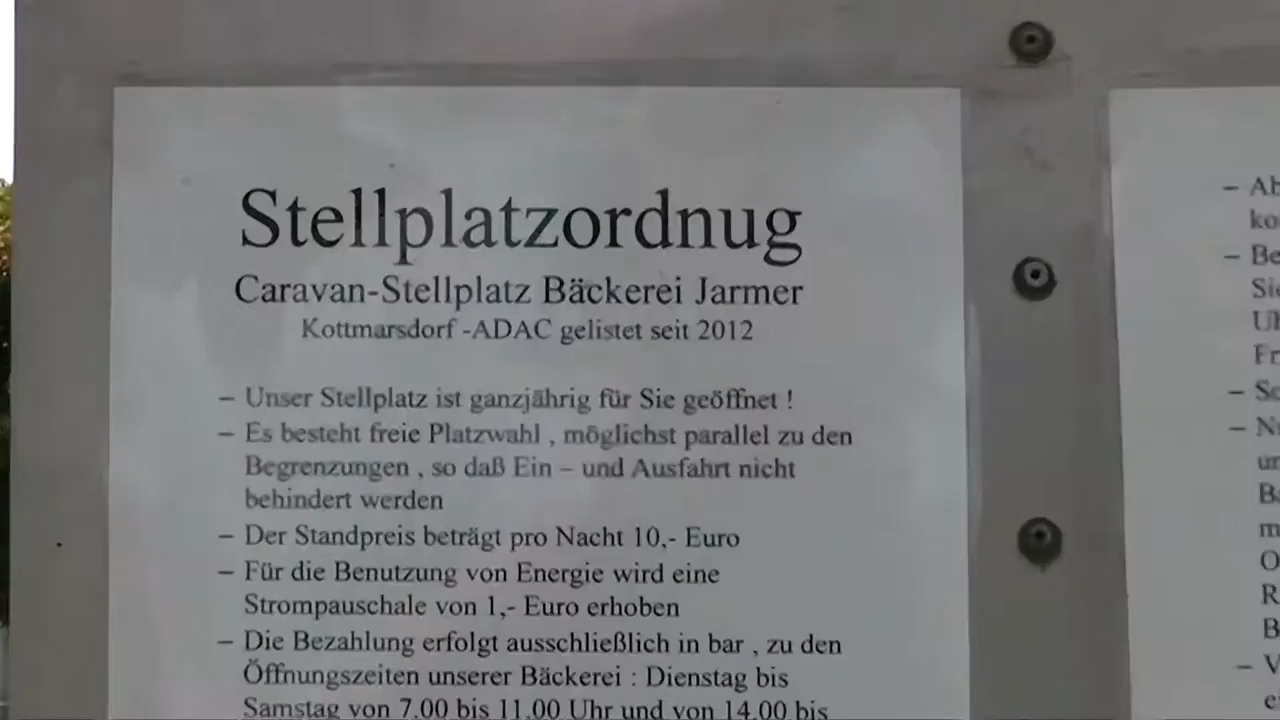 Stellplatzordnug
Caravan-Stellplatz Bäckerei Jarmer
Kottmarsdorf -ADAC gelistet seit 2012
– Unser Stellplatz ist ganzjährig für Sie geöffnet !
– Es besteht freie Platzwahl , möglichst parallel zu den
Begrenzungen , so daß Ein – und Ausfahrt nicht
behindert werden
– Der Standpreis beträgt pro Nacht 10,- Euro
– Für die Benutzung von Energie wird eine
Strompauschale von 1,- Euro erhoben
– Die Bezahlung erfolgt ausschließlich in bar , zu den
Öffnungszeiten unserer Bäckerei : Dienstag bis
Samstag von 7.00 bis 11.00 Uhr und von 14.00 bis